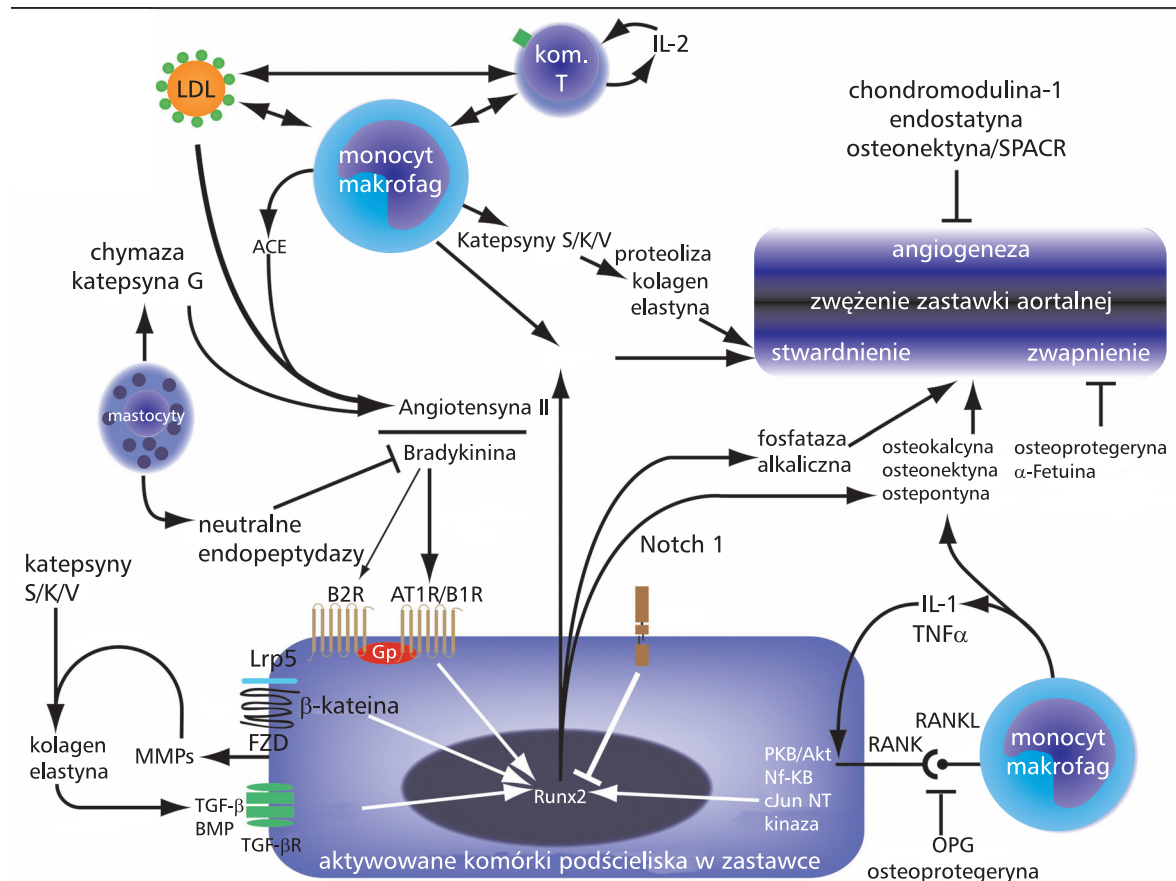 LDL
kom.
T
IL-2
monocyt
makrofag
ACE
chymaza
katepsyna G
mastocyty
Katepsyny S/K/V
proteoliza
kolagen
elastyna
chondromodulina-1
endostatyna
osteonektyna/SPACR
angiogeneza
zwężenie zastawki aortalnej
stwardnienie
zwapnienie
Angiotensyna II
Bradykinina
neutralne
endopeptydazy
fosfataza
alkaliczna
osteokalcyna
osteonektyna
ostepontyna
osteoprotegeryna
α-Fetuina
katepsyny
S/K/V
B2R
AT1R/B1R
Gp
Notch 1
IL-1
TNFα
Lrp5
β-kateina
FZD
kolagen
elastyna
MMPs
TGF-β
BMP
TGF-βR
Runx2
PKB/Akt
Nf-KB
cJun NT
kinaza
RANK
RANKL
monocyt
makrofag
OPG
osteoprotegeryna
aktywowane komórki podścieliska w zastawce